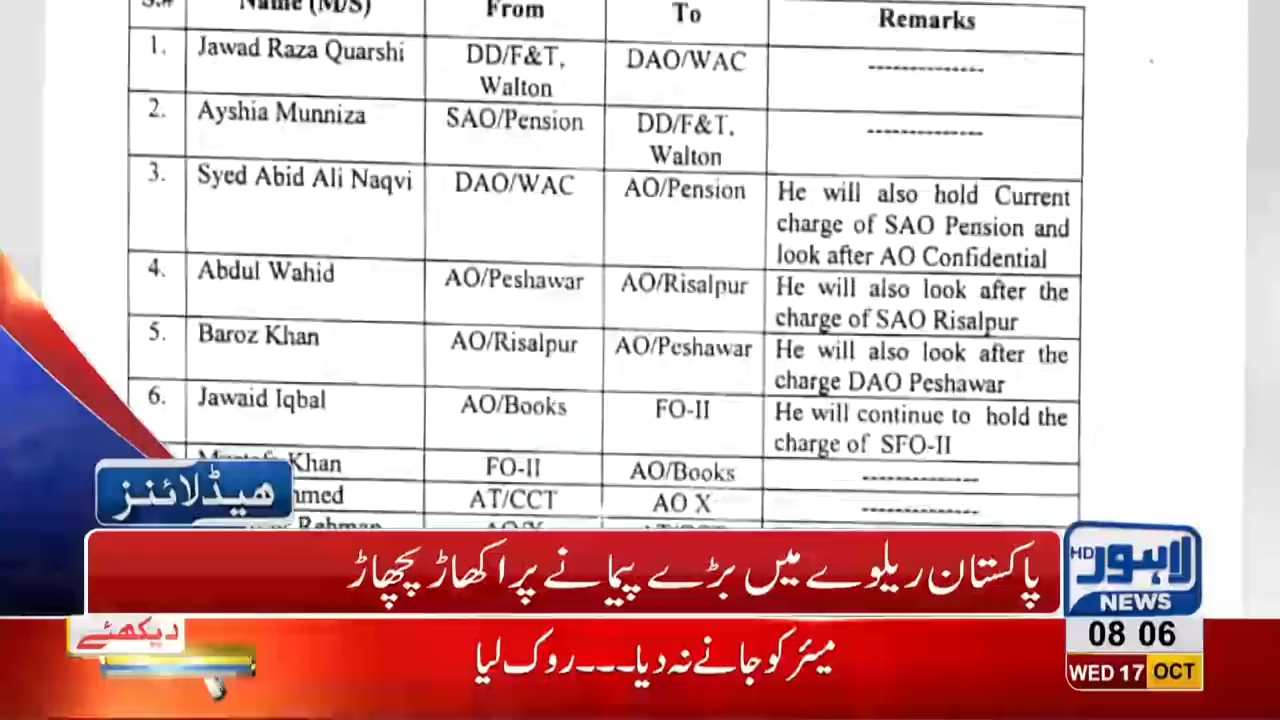 S.# Name (M/S) From To Remarks
1. Jawad Raza Quarshi DD/F&T, Walton DAO/WAC --------------
2. Ayshia Munniza SAO/Pension DD/F&T, Walton --------------
3. Syed Abid Ali Naqvi DAO/WAC AO/Pension He will also hold Current
charge of SAO Pension and
look after AO Confidential
4. Abdul Wahid AO/Peshawar AO/Risalpur He will also look after the
charge of SAO Risalpur
5. Baroz Khan AO/Risalpur AO/Peshawar He will also look after the
charge DAO Peshawar
6. Jawaid Iqbal AO/Books FO-II He will continue to hold the
charge of SFO-II
Khan FO-II AO/Books --------------
AT/CCT AO X --------------
Rehman
ھیڈلائنز
پاکستان ریلوے میں بڑے پیمانے پر اکھاڑ پچھاڑ
HD لاہور
NEWS
دیکھئے
میئر کو جانے نہ دیا۔۔۔روک لیا
08 06
WED 17 OCT